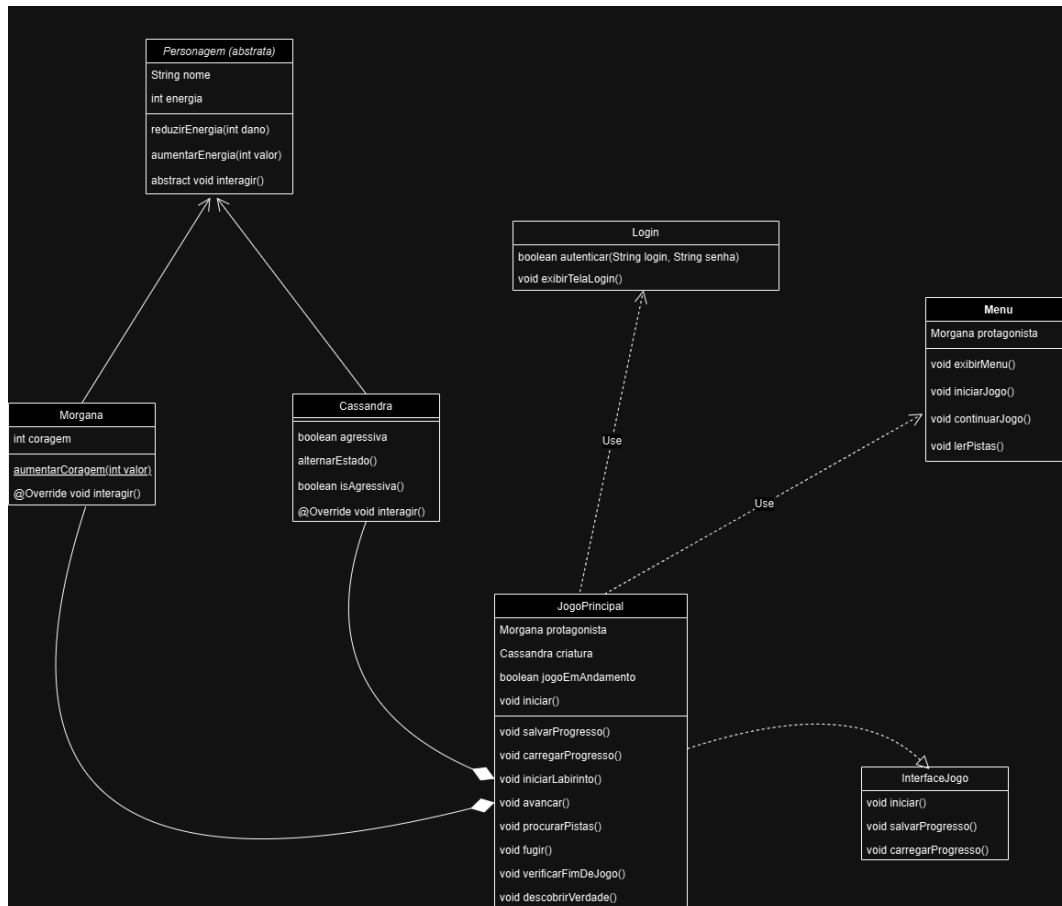 Personagem (abstrata)
String nome
int energia
reduzirEnergia(int dano)
aumentarEnergia(int valor)
abstract void interagir()
Login
boolean autenticar(String login, String senha)
void exibirTelaLogin()
Menu
Morgana protagonista
void exibirMenu()
void iniciarJogo()
void continuarJogo()
void lerPistas()
Morgana
int coragem
aumentarCoragem(int valor)
@Override void interagir()
Cassandra
boolean agressiva
alternarEstado()
boolean isAgressiva()
@Override void interagir()
Use
Use
JogoPrincipal
Morgana protagonista
Cassandra criatura
boolean jogoEmAndamento
void iniciar()
void salvarProgresso()
void carregarProgresso()
void iniciarLabirinto()
void avancar()
void procurarPistas()
void fugir()
void verificarFimDeJogo()
void descobrirVerdade()
InterfaceJogo
void iniciar()
void salvarProgresso()
void carregarProgresso()